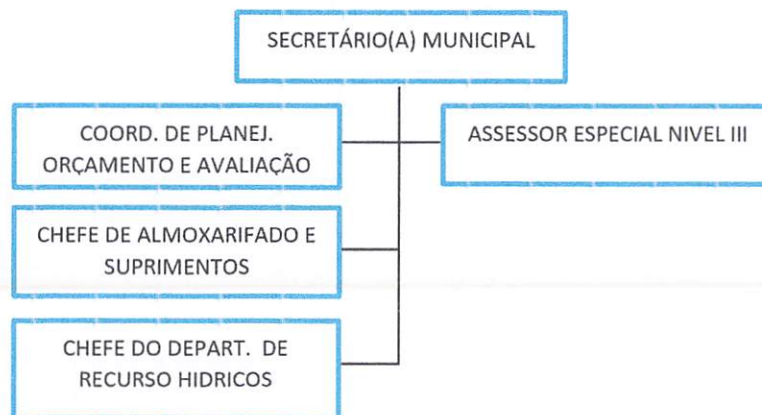 SECRETÁRIO(A) MUNICIPAL
COORD. DE PLANEJ.
ORÇAMENTO E AVALIAÇÃO
ASSESSOR ESPECIAL NIVEL III
CHEFE DE ALMOXARIFADO E
SUPRIMENTOS
CHEFE DO DEPART. DE
RECURSO HIDRICOS